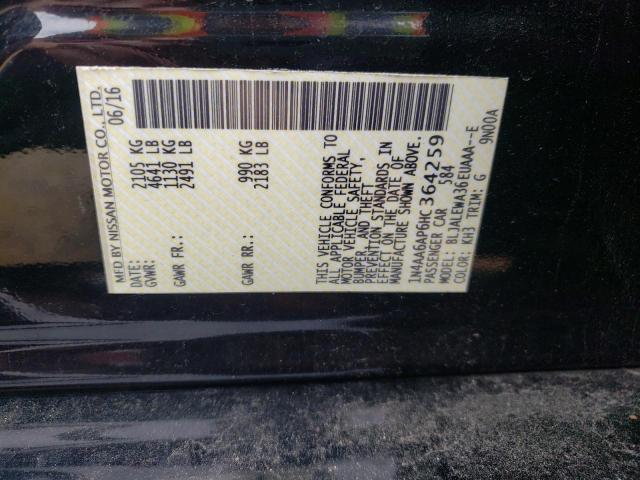 MFD BY NISSAN MOTOR CO., LTD.
DATE: 06/16
GVWR: 2105 KG
4641 LB
GAWR FR: 1130 KG
2491 LB
GAWR RR: 990 KG
2183 LB
THIS VEHICLE CONFORMS TO
ALL APPLICABLE FEDERAL
MOTOR VEHICLE SAFETY,
BUMPER, AND THEFT
PREVENTION STANDARDS IN
EFFECT ON THE DATE OF
MANUFACTURE SHOWN ABOVE.
1N4AA6AP6HC364259
PASSENGER CAR 584
MODEL: BLJALEWA36EUAAA--E
COLOR: KH3 TRIM: G 9N00A